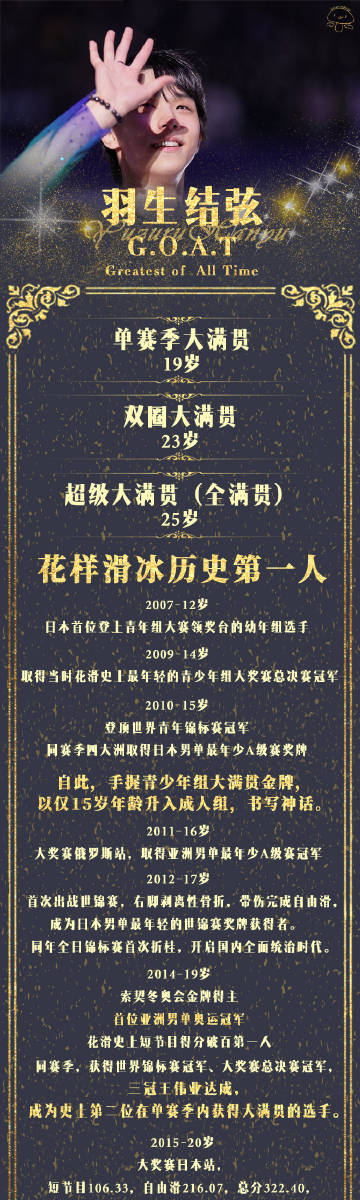 羽生结弦
Yuzuru Hanyu
G.O.A.T
Greatest of All Time
单赛季大满贯
19岁
双圈大满贯
23岁
超级大满贯（全满贯）
25岁
花样滑冰历史第一人
2007-12岁
日本首位登上青年组大赛领奖台的幼年组选手
2009-14岁
取得当时花滑史上最年轻的青少年组大奖赛总决赛冠军
2010-15岁
登顶世界青年锦标赛冠军
同赛季四大洲取得日本男单最年少A级赛奖牌
自此，手握青少年组大满贯金牌，
以仅15岁年龄升入成人组，书写神话。
2011-16岁
大奖赛俄罗斯站，取得亚洲男单最年少A级赛冠军
2012-17岁
首次出战世锦赛，右脚剥离性骨折，带伤完成自由滑，
成为日本男单最年轻的世锦赛奖牌获得者。
同年全日锦标赛首次折桂，开启国内全面统治时代。
2014-19岁
索契冬奥会金牌得主
首位亚洲男单奥运冠军
花滑史上短节目得分破百第一人
同赛季，获得世界锦标赛冠军、大奖赛总决赛冠军，
三冠王伟业达成，
成为史上第二位在单赛季内获得大满贯的选手。
2015-20岁
大奖赛日本站，
短节目106.33，自由滑216.07，总分322.40，